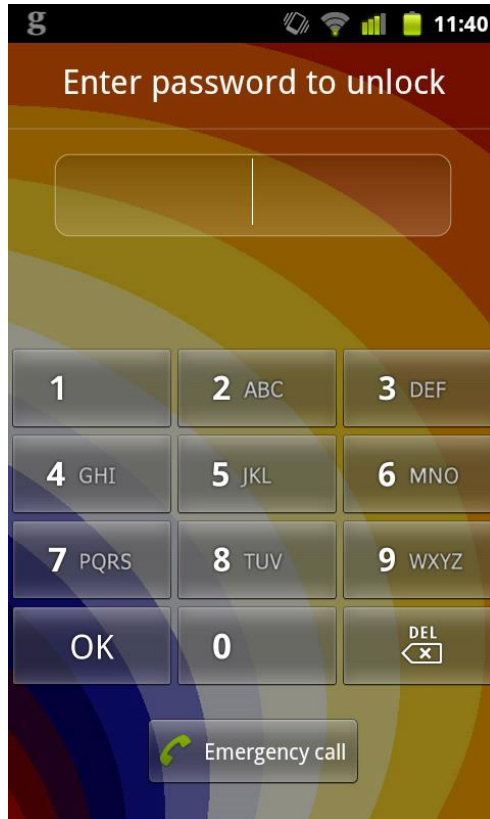 g 11:40
Enter password to unlock
1 2 ABC 3 DEF
4 GHI 5 JKL 6 MNO
7 PQRS 8 TUV 9 WXYZ
OK 0 DEL
Emergency call